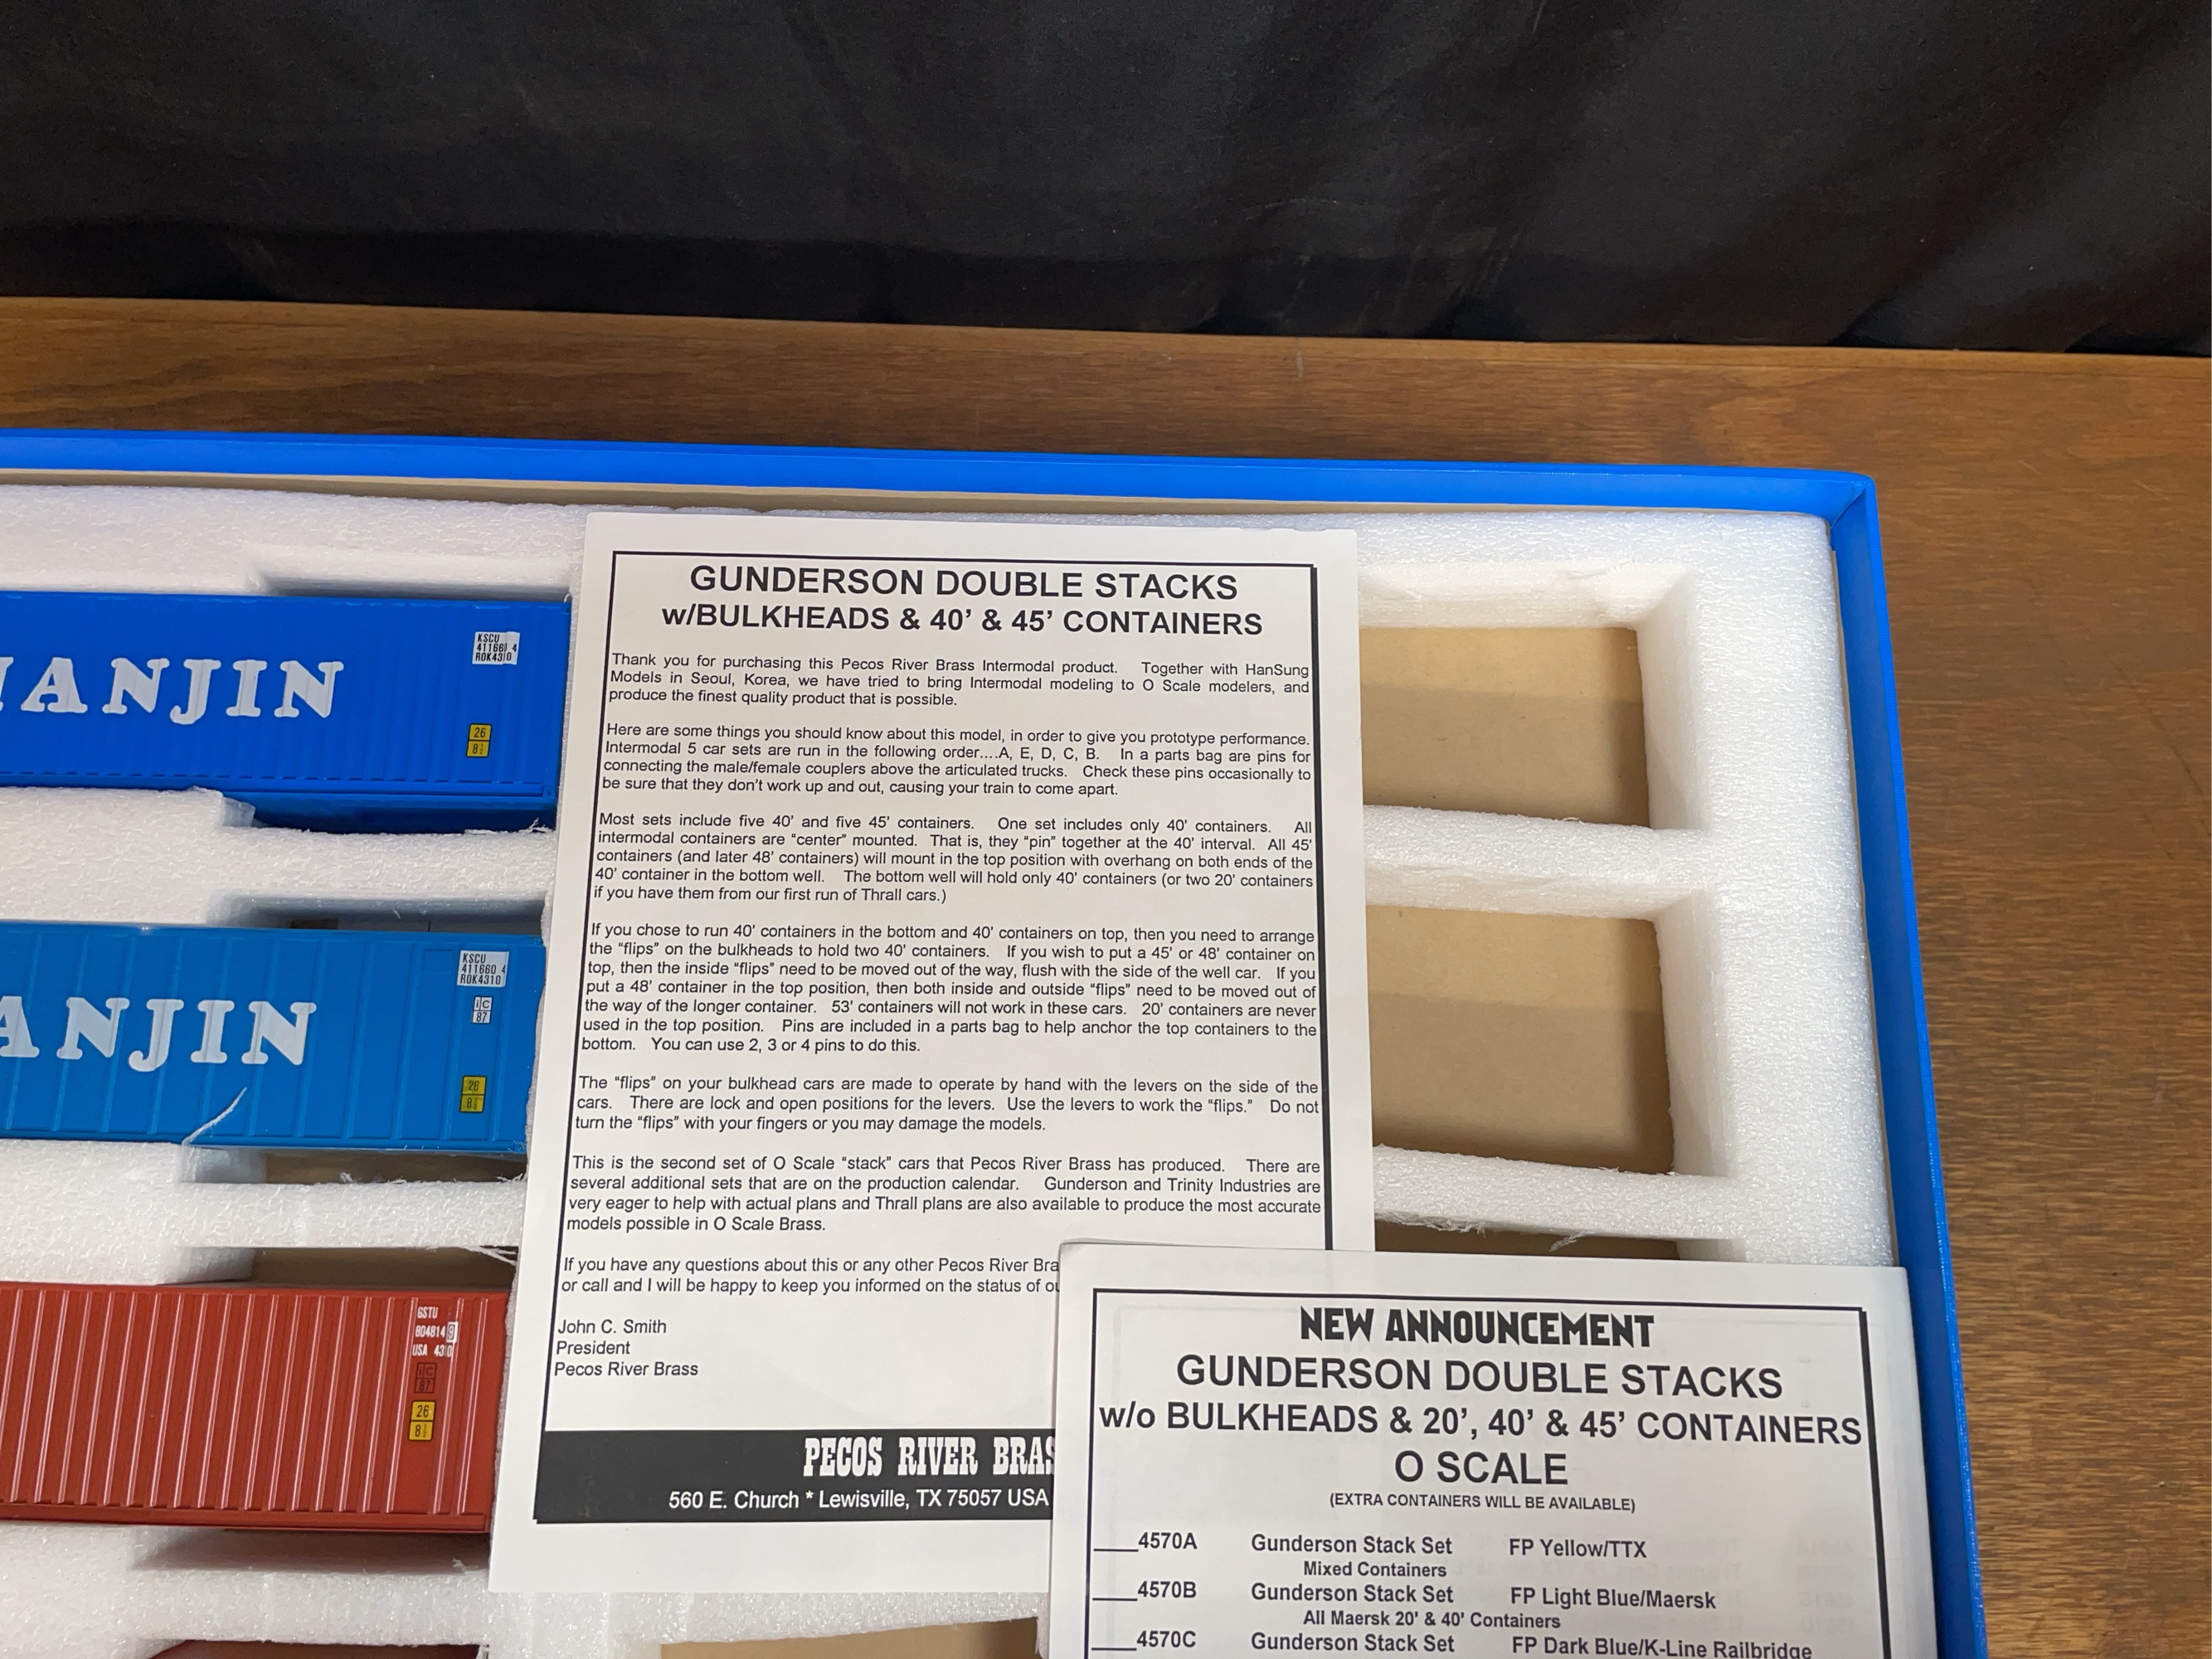 HANJIN
KSCU
411661 4
ROK4310
26
8½
ANJIN
KSCU
411660 4
ROK4310
iC
87
26
8½
GSTU
804814 9
USA 4310
iC
87
26
8½
GUNDERSON DOUBLE STACKS
w/BULKHEADS & 40’ & 45’ CONTAINERS
Thank you for purchasing this Pecos River Brass Intermodal product. Together with HanSung
Models in Seoul, Korea, we have tried to bring Intermodal modeling to O Scale modelers, and
produce the finest quality product that is possible.
Here are some things you should know about this model, in order to give you prototype performance.
Intermodal 5 car sets are run in the following order....A, E, D, C, B. In a parts bag are pins for
connecting the male/female couplers above the articulated trucks. Check these pins occasionally to
be sure that they don't work up and out, causing your train to come apart.
Most sets include five 40’ and five 45’ containers. One set includes only 40’ containers. All
intermodal containers are “center” mounted. That is, they “pin” together at the 40’ interval. All 45’
containers (and later 48’ containers) will mount in the top position with overhang on both ends of the
40’ container in the bottom well. The bottom well will hold only 40’ containers (or two 20’ containers
if you have them from our first run of Thrall cars.)
If you chose to run 40’ containers in the bottom and 40’ containers on top, then you need to arrange
the “flips” on the bulkheads to hold two 40’ containers. If you wish to put a 45’ or 48’ container on
top, then the inside “flips” need to be moved out of the way, flush with the side of the well car. If you
put a 48’ container in the top position, then both inside and outside “flips” need to be moved out of
the way of the longer container. 53’ containers will not work in these cars. 20’ containers are never
used in the top position. Pins are included in a parts bag to help anchor the top containers to the
bottom. You can use 2, 3 or 4 pins to do this.
The “flips” on your bulkhead cars are made to operate by hand with the levers on the side of the
cars. There are lock and open positions for the levers. Use the levers to work the “flips.” Do not
turn the “flips” with your fingers or you may damage the models.
This is the second set of O Scale “stack” cars that Pecos River Brass has produced. There are
several additional sets that are on the production calendar. Gunderson and Trinity Industries are
very eager to help with actual plans and Thrall plans are also available to produce the most accurate
models possible in O Scale Brass.
If you have any questions about this or any other Pecos River Bra
or call and I will be happy to keep you informed on the status of ou
John C. Smith
President
Pecos River Brass
PECOS RIVER BRAS
560 E. Church * Lewisville, TX 75057 USA
NEW ANNOUNCEMENT
GUNDERSON DOUBLE STACKS
w/o BULKHEADS & 20’, 40’ & 45’ CONTAINERS
O SCALE
(EXTRA CONTAINERS WILL BE AVAILABLE)
____4570A Gunderson Stack Set FP Yellow/TTX
Mixed Containers
____4570B Gunderson Stack Set FP Light Blue/Maersk
All Maersk 20’ & 40’ Containers
____4570C Gunderson Stack Set FP Dark Blue/K-Line Railbridge